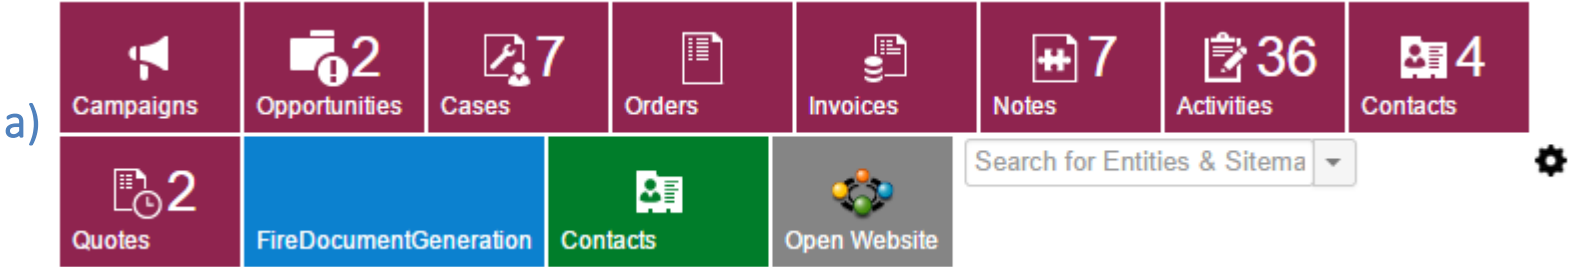 2 7 7 36 4
Campaigns Opportunities Cases Orders Invoices Notes Activities Contacts
a)
Search for Entities & Sitema
2
Quotes FireDocumentGeneration Contacts Open Website